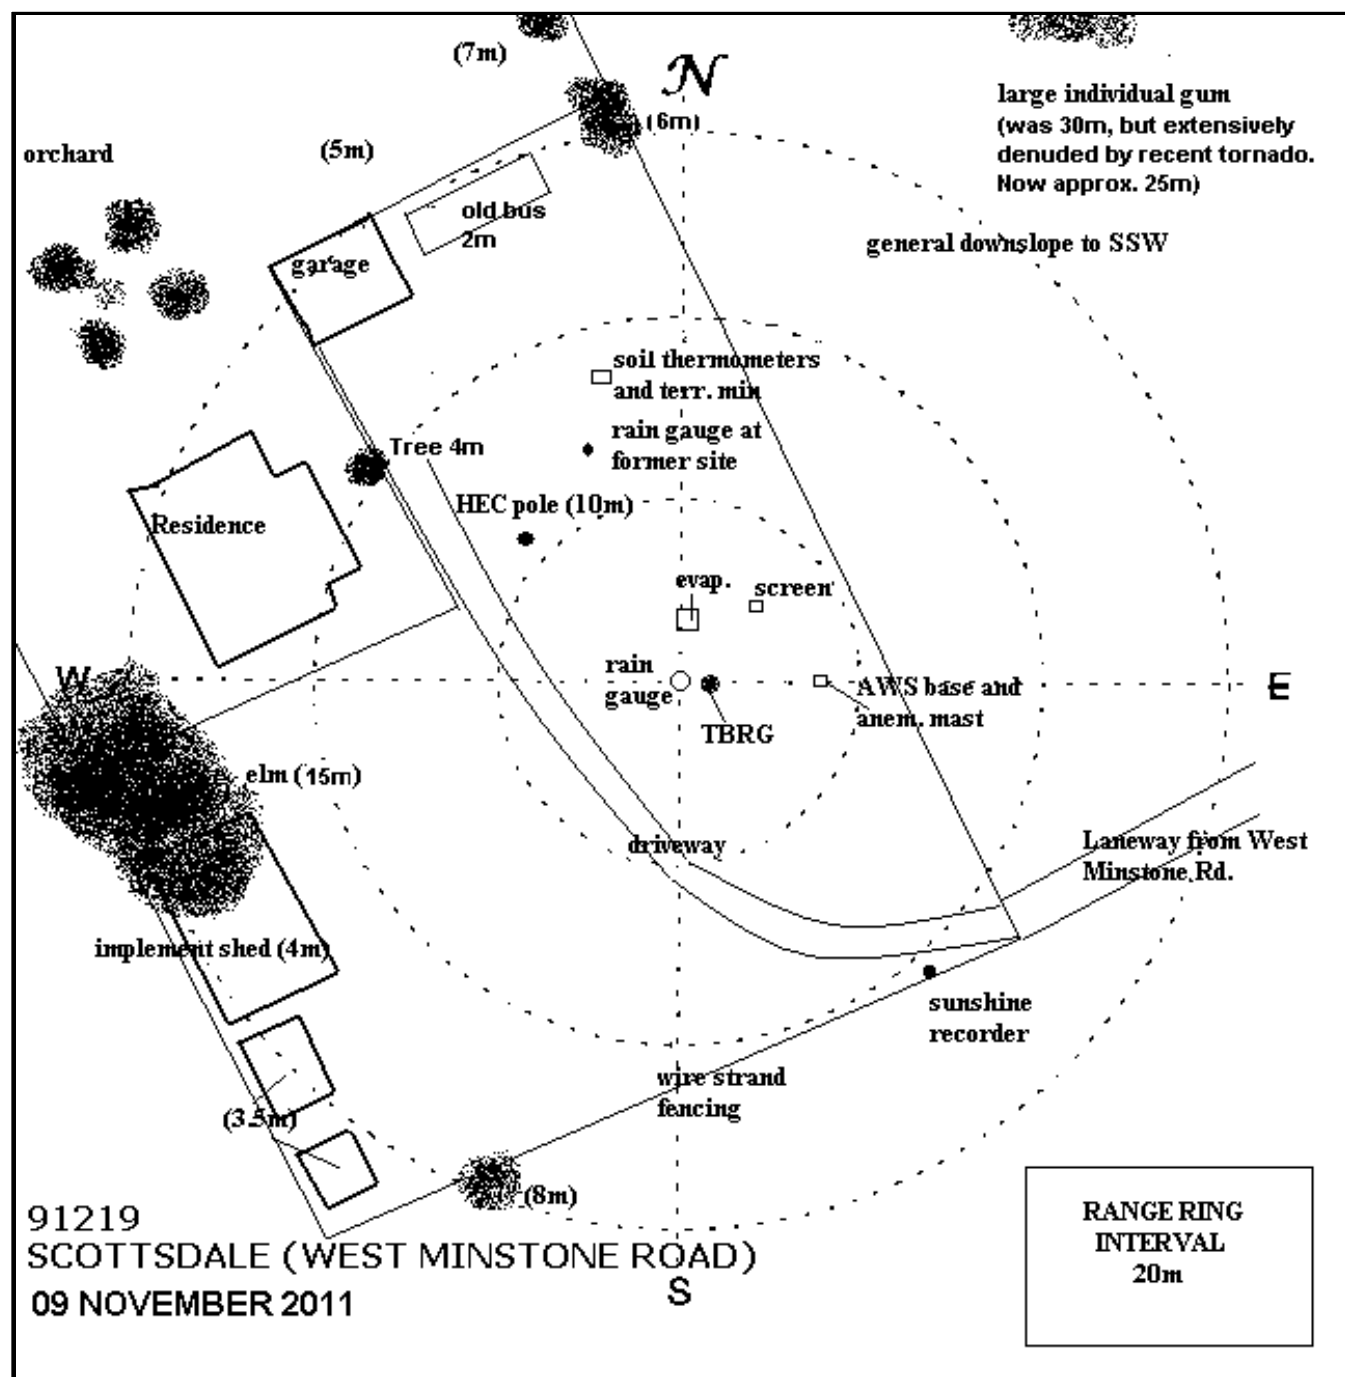 (7m)
N
large individual gum
(was 30m, but extensively
denuded by recent tornado.
Now approx. 25m)
(6m)
(5m)
orchard
old bus
2m
general downslope to SSW
garage
soil thermometers
and terr. min
rain gauge at
former site
Tree 4m
HEC pole (10m)
Residence
evap.
screen
rain
gauge
W
E
AWS base and
anem. mast
TBRG
elm (15m)
driveway
Laneway from West
Minstone Rd.
implement shed (4m)
sunshine
recorder
wire strand
fencing
(3.5m)
(8m)
91219
SCOTTSDALE (WEST MINSTONE ROAD)
09 NOVEMBER 2011
S
RANGE RING
INTERVAL
20m